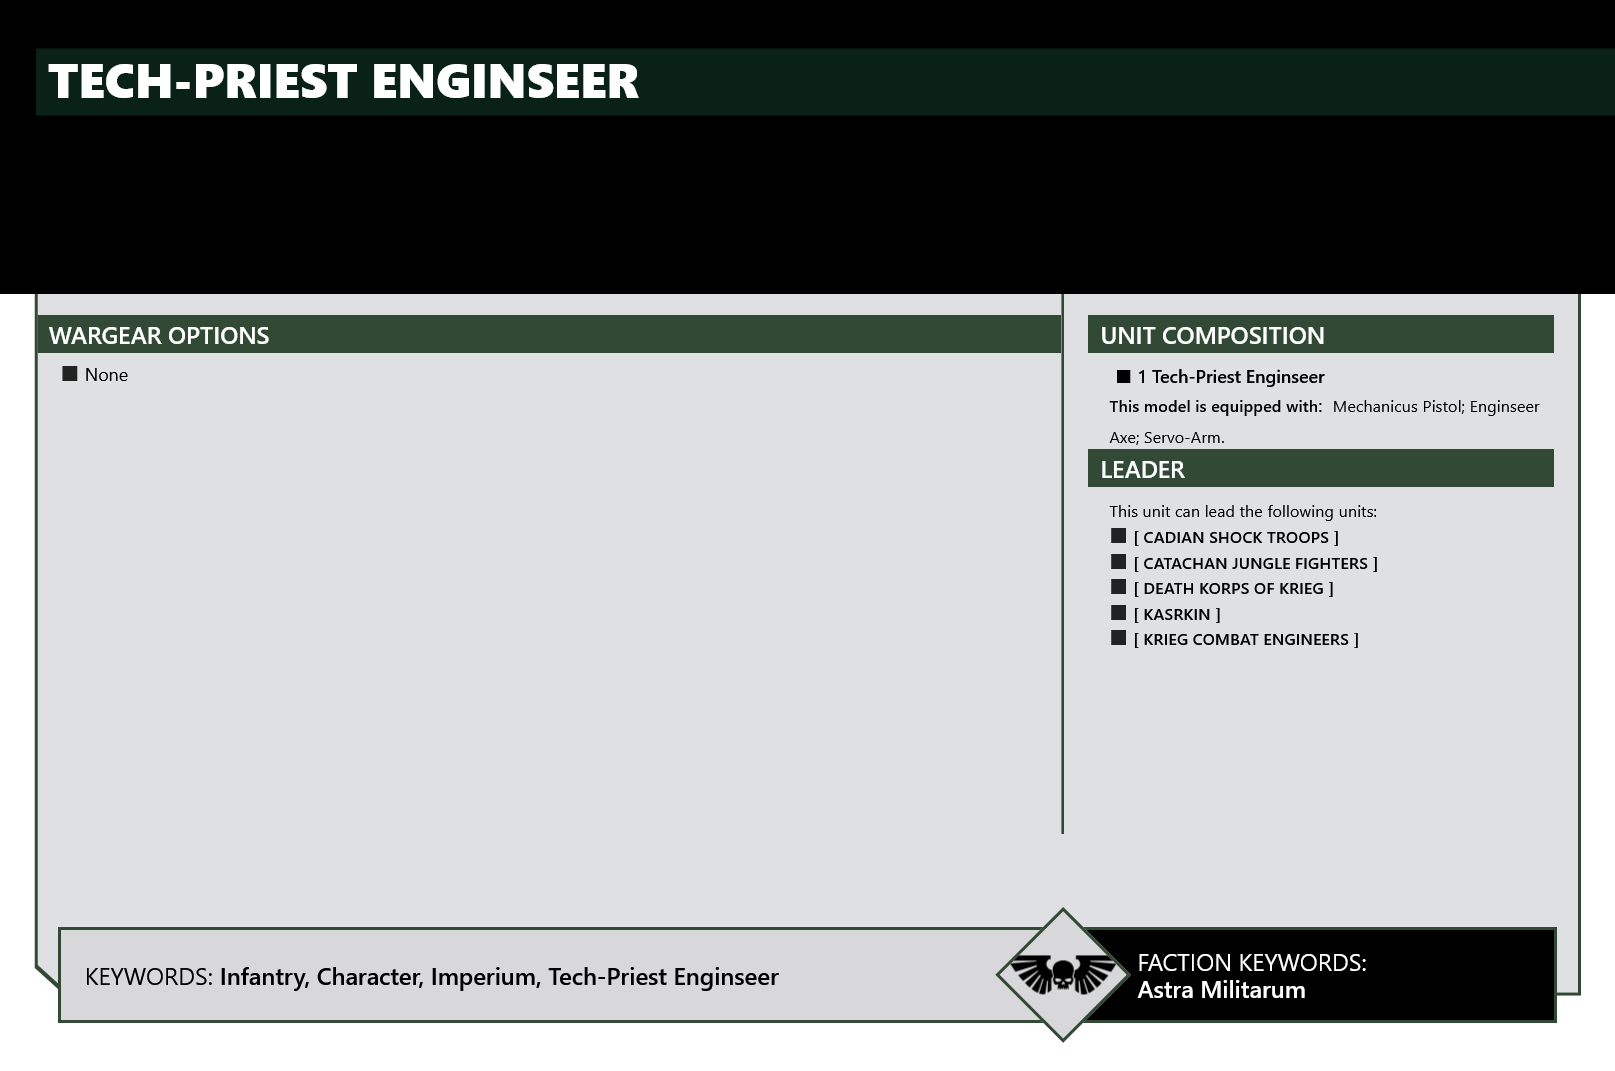 TECH-PRIEST ENGINSEER
WARGEAR OPTIONS
None
UNIT COMPOSITION
1 Tech-Priest Enginseer
This model is equipped with: Mechanicus Pistol; Enginseer
Axe; Servo-Arm.
LEADER
This unit can lead the following units:
[ CADIAN SHOCK TROOPS ]
[ CATACHAN JUNGLE FIGHTERS ]
[ DEATH KORPS OF KRIEG ]
[ KASRKIN ]
[ KRIEG COMBAT ENGINEERS ]
KEYWORDS: Infantry, Character, Imperium, Tech-Priest Enginseer
FACTION KEYWORDS:
Astra Militarum